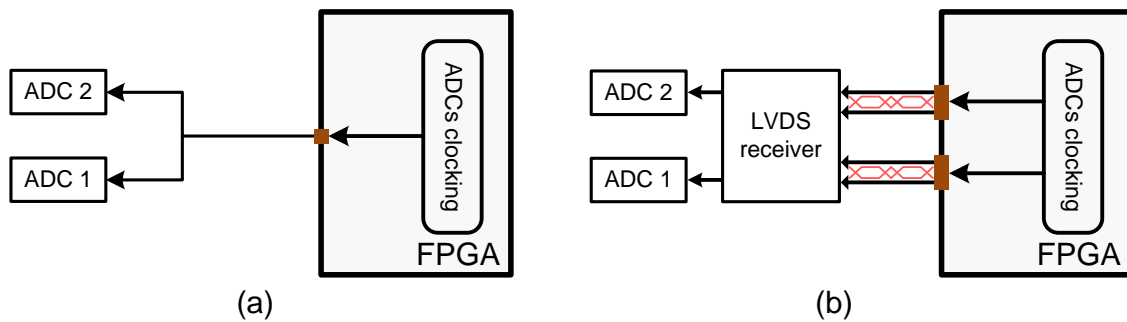 ADC 2
ADC 1
ADCs clocking
FPGA
(a)
ADC 2
ADC 1
LVDS
receiver
ADCs clocking
FPGA
(b)